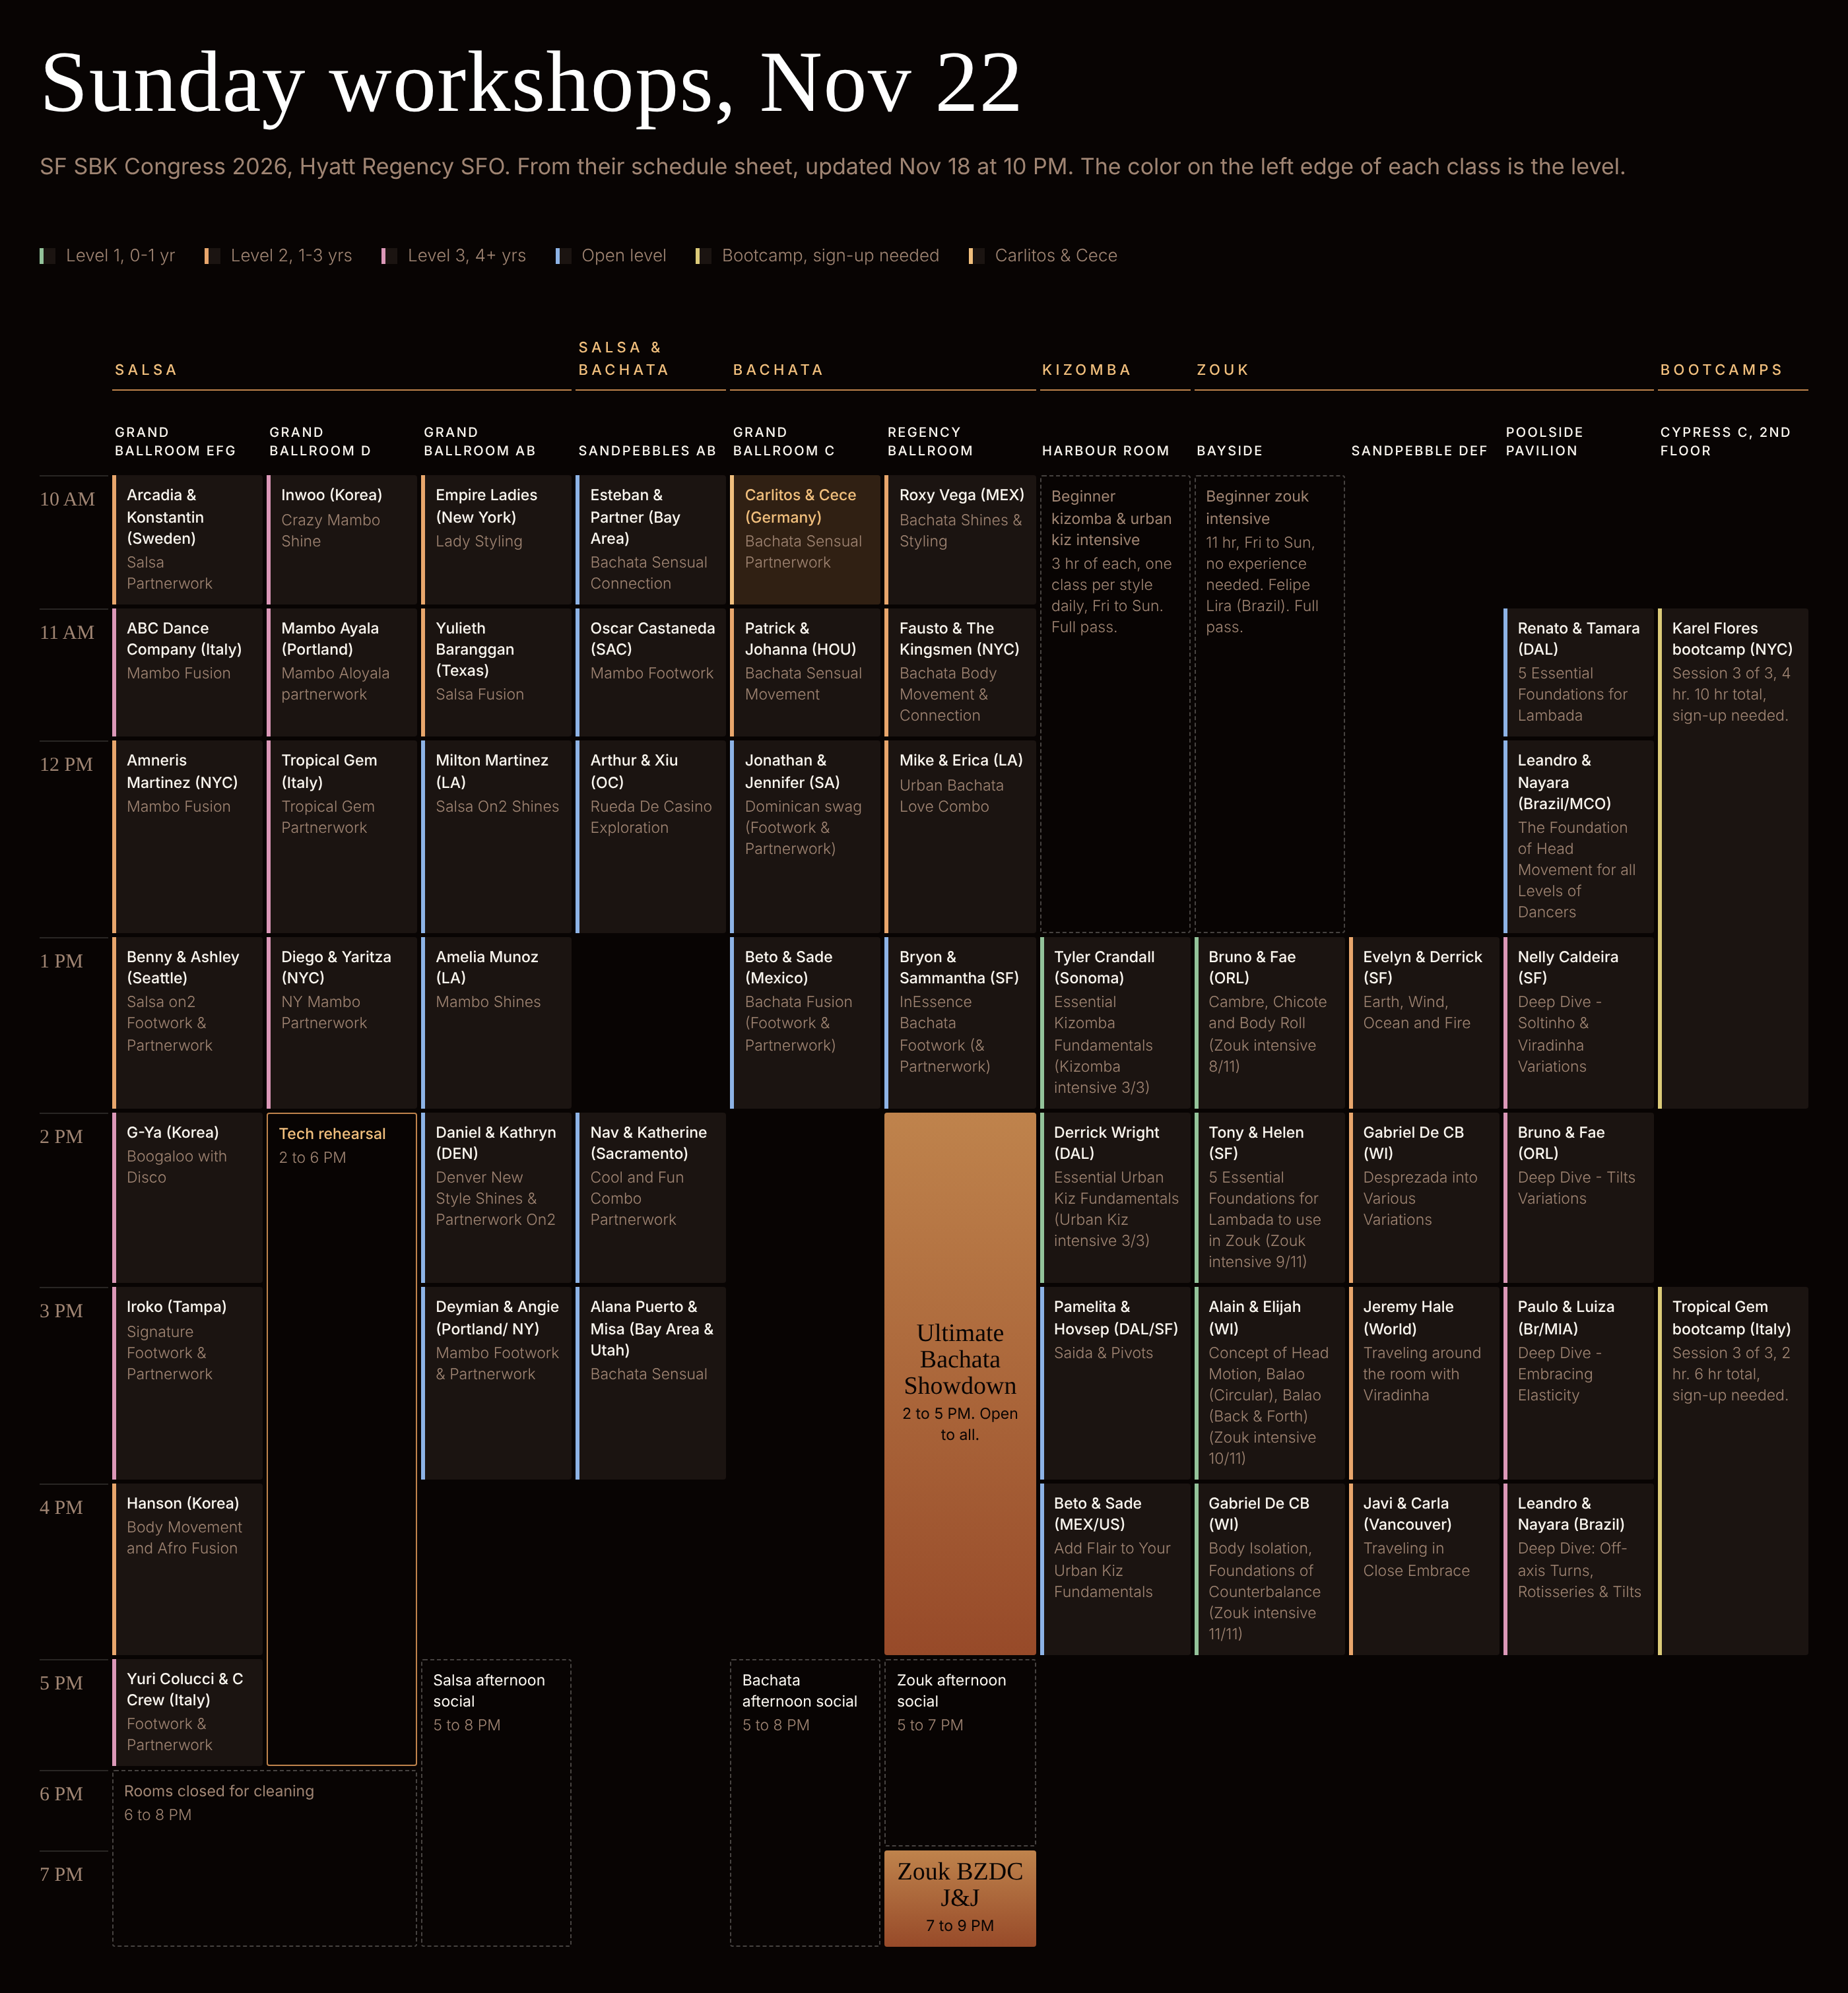 Sunday workshops, Nov 22
SF SBK Congress 2026, Hyatt Regency SFO. From their schedule sheet, updated Nov 18 at 10 PM. The color on the left edge of each class is the level.
Level 1, 0-1 yr
Level 2, 1-3 yrs
Level 3, 4+ yrs
Open level
Bootcamp, sign-up needed
Carlitos & Cece
SALSA
SALSA &
BACHATA
BACHATA
KIZOMBA
ZOUK
BOOTCAMPS
GRAND
BALLROOM EFG
GRAND
BALLROOM D
GRAND
BALLROOM AB
SANDPEBBLES AB
GRAND
BALLROOM C
REGENCY
BALLROOM
HARBOUR ROOM
BAYSIDE
SANDPEBBLE DEF
POOLSIDE
PAVILION
CYPRESS C, 2ND
FLOOR
10 AM
Arcadia &
Konstantin
(Sweden)
Salsa
Partnerwork
Inwoo (Korea)
Crazy Mambo
Shine
Empire Ladies
(New York)
Lady Styling
Esteban &
Partner (Bay
Area)
Bachata Sensual
Connection
Carlitos & Cece
(Germany)
Bachata Sensual
Partnerwork
Roxy Vega (MEX)
Bachata Shines &
Styling
Beginner
kizomba & urban
kiz intensive
3 hr of each, one
class per style
daily, Fri to Sun.
Full pass.
Beginner zouk
intensive
11 hr, Fri to Sun,
no experience
needed. Felipe
Lira (Brazil). Full
pass.
11 AM
ABC Dance
Company (Italy)
Mambo Fusion
Mambo Ayala
(Portland)
Mambo Aloyala
partnerwork
Yulieth
Baranggan
(Texas)
Salsa Fusion
Oscar Castaneda
(SAC)
Mambo Footwork
Patrick &
Johanna (HOU)
Bachata Sensual
Movement
Fausto & The
Kingsmen (NYC)
Bachata Body
Movement &
Connection
Renato & Tamara
(DAL)
5 Essential
Foundations for
Lambada
Karel Flores
bootcamp (NYC)
Session 3 of 3, 4
hr. 10 hr total,
sign-up needed.
12 PM
Amneris
Martinez (NYC)
Mambo Fusion
Tropical Gem
(Italy)
Tropical Gem
Partnerwork
Milton Martinez
(LA)
Salsa On2 Shines
Arthur & Xiu
(OC)
Rueda De Casino
Exploration
Jonathan &
Jennifer (SA)
Dominican swag
(Footwork &
Partnerwork)
Mike & Erica (LA)
Urban Bachata
Love Combo
Leandro &
Nayara
(Brazil/MCO)
The Foundation
of Head
Movement for all
Levels of
Dancers
1 PM
Benny & Ashley
(Seattle)
Salsa on2
Footwork &
Partnerwork
Diego & Yaritza
(NYC)
NY Mambo
Partnerwork
Amelia Munoz
(LA)
Mambo Shines
Beto & Sade
(Mexico)
Bachata Fusion
(Footwork &
Partnerwork)
Bryon &
Sammantha (SF)
InEssence
Bachata
Footwork (&
Partnerwork)
Tyler Crandall
(Sonoma)
Essential
Kizomba
Fundamentals
(Kizomba
intensive 3/3)
Bruno & Fae
(ORL)
Cambre, Chicote
and Body Roll
(Zouk intensive
8/11)
Evelyn & Derrick
(SF)
Earth, Wind,
Ocean and Fire
Nelly Caldeira
(SF)
Deep Dive -
Soltinho &
Viradinha
Variations
2 PM
G-Ya (Korea)
Boogaloo with
Disco
Tech rehearsal
2 to 6 PM
Daniel & Kathryn
(DEN)
Denver New
Style Shines &
Partnerwork On2
Nav & Katherine
(Sacramento)
Cool and Fun
Combo
Partnerwork
Ultimate
Bachata
Showdown
2 to 5 PM. Open
to all.
Derrick Wright
(DAL)
Essential Urban
Kiz Fundamentals
(Urban Kiz
intensive 3/3)
Tony & Helen
(SF)
5 Essential
Foundations for
Lambada to use
in Zouk (Zouk
intensive 9/11)
Gabriel De CB
(WI)
Desprezada into
Various
Variations
Bruno & Fae
(ORL)
Deep Dive - Tilts
Variations
3 PM
Iroko (Tampa)
Signature
Footwork &
Partnerwork
Deymian & Angie
(Portland/ NY)
Mambo Footwork
& Partnerwork
Alana Puerto &
Misa (Bay Area &
Utah)
Bachata Sensual
Pamelita &
Hovsep (DAL/SF)
Saida & Pivots
Alain & Elijah
(WI)
Concept of Head
Motion, Balao
(Circular), Balao
(Back & Forth)
(Zouk intensive
10/11)
Jeremy Hale
(World)
Traveling around
the room with
Viradinha
Paulo & Luiza
(Br/MIA)
Deep Dive -
Embracing
Elasticity
Tropical Gem
bootcamp (Italy)
Session 3 of 3, 2
hr. 6 hr total,
sign-up needed.
4 PM
Hanson (Korea)
Body Movement
and Afro Fusion
Beto & Sade
(MEX/US)
Add Flair to Your
Urban Kiz
Fundamentals
Gabriel De CB
(WI)
Body Isolation,
Foundations of
Counterbalance
(Zouk intensive
11/11)
Javi & Carla
(Vancouver)
Traveling in
Close Embrace
Leandro &
Nayara (Brazil)
Deep Dive: Off-
axis Turns,
Rotisseries & Tilts
5 PM
Yuri Colucci & C
Crew (Italy)
Footwork &
Partnerwork
Salsa afternoon
social
5 to 8 PM
Bachata
afternoon social
5 to 8 PM
Zouk afternoon
social
5 to 7 PM
6 PM
Rooms closed for cleaning
6 to 8 PM
7 PM
Zouk BZDC
J&J
7 to 9 PM